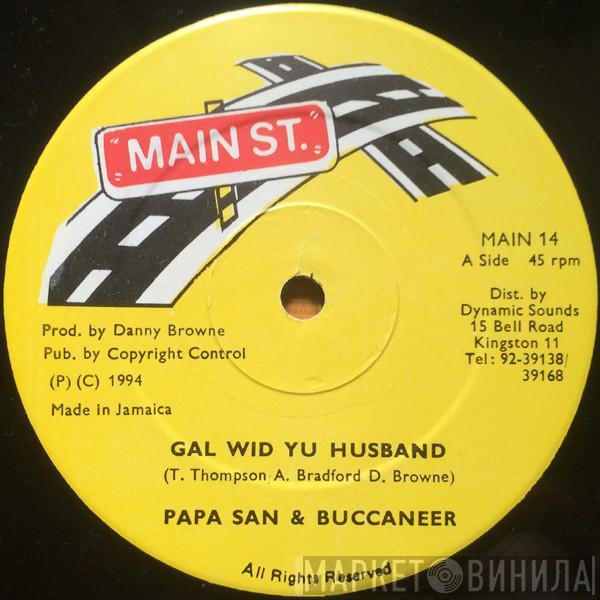 MAIN ST.
MAIN 14
A Side 45 rpm
Dist. by
Dynamic Sounds
15 Bell Road
Kingston 11
Tel: 92-39138/
39168
Prod. by Danny Browne
Pub. by Copyright Control
(P) (C) 1994
Made in Jamaica
GAL WID YU HUSBAND
(T. Thompson A. Bradford D. Browne)
PAPA SAN & BUCCANEER
All Rights Reserved
МАРКЕТ ВИНИЛА